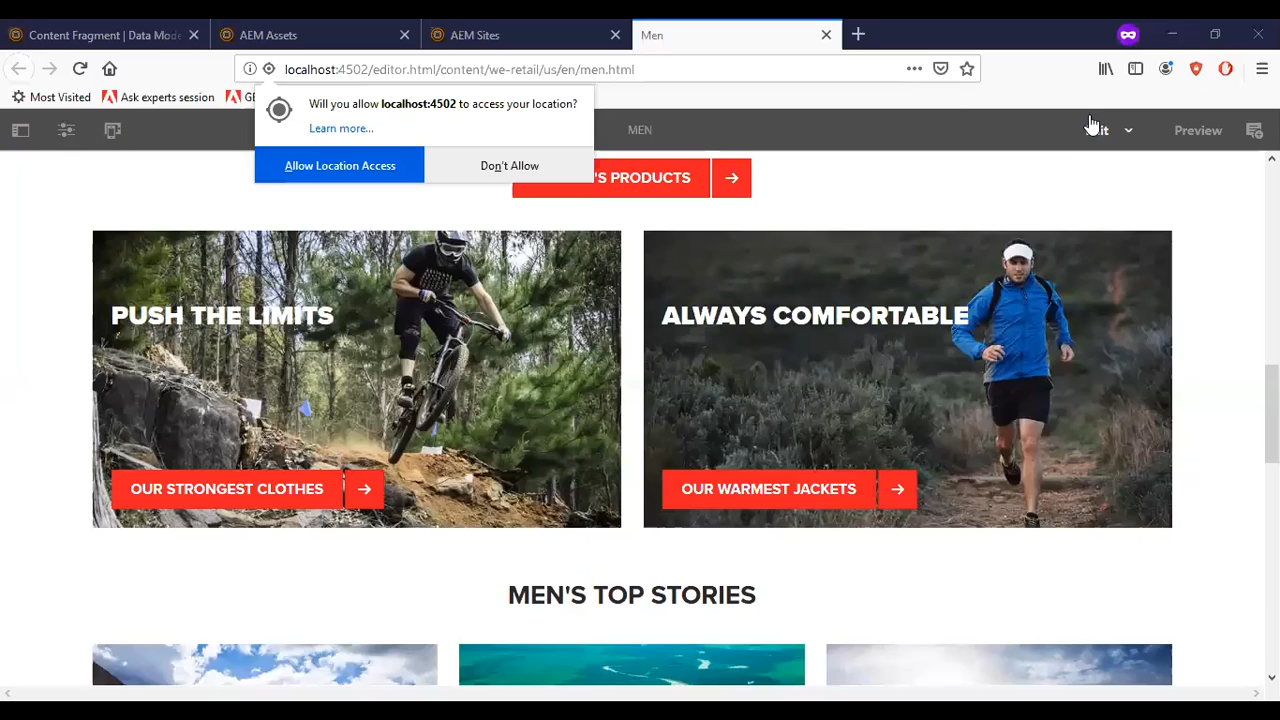 Content Fragment | Data Mode
AEM Assets
AEM Sites
Men
localhost:4502/editor.html/content/we-retail/us/en/men.html
Most Visited
Ask experts session
Will you allow localhost:4502 to access your location?
Learn more...
Allow Location Access
Don't Allow
MEN
Preview
'S PRODUCTS
PUSH THE LIMITS
OUR STRONGEST CLOTHES
ALWAYS COMFORTABLE
OUR WARMEST JACKETS
MEN'S TOP STORIES